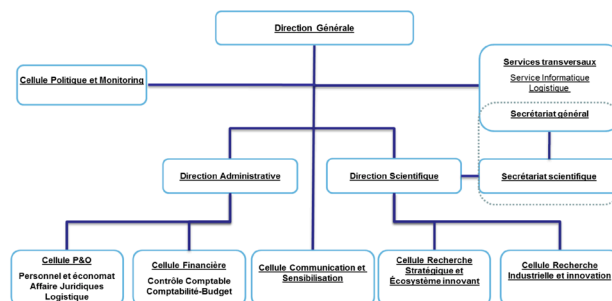 Direction Générale
Cellule Politique et Monitoring
Services transversaux
Service Informatique
Logistique
Secrétariat général
Direction Administrative
Direction Scientifique
Secrétariat scientifique
Cellule P&O
Personnel et économat
Affaire Juridiques
Logistique
Cellule Financière
Contrôle Comptable
Comptabilité-Budget
Cellule Communication et
Sensibilisation
Cellule Recherche
Stratégique et
Écosystème innovant
Cellule Recherche
Industrielle et innovation